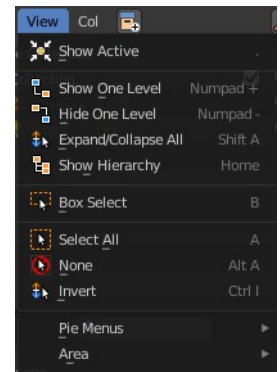 View Col
Show Active .
Show One Level Numpad +
Hide One Level Numpad -
Expand/Collapse All Shift A
Show Hierarchy Home
Box Select B
Select All A
None Alt A
Invert Ctrl I
Pie Menus
Area